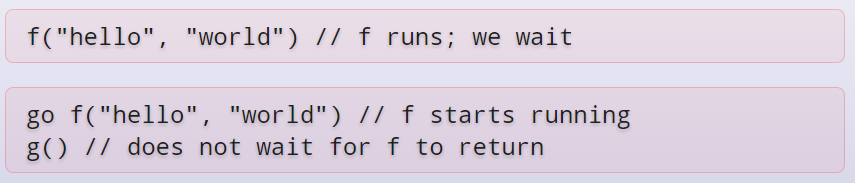 f("hello", "world") // f runs; we wait
go f("hello", "world") // f starts running
g() // does not wait for f to return